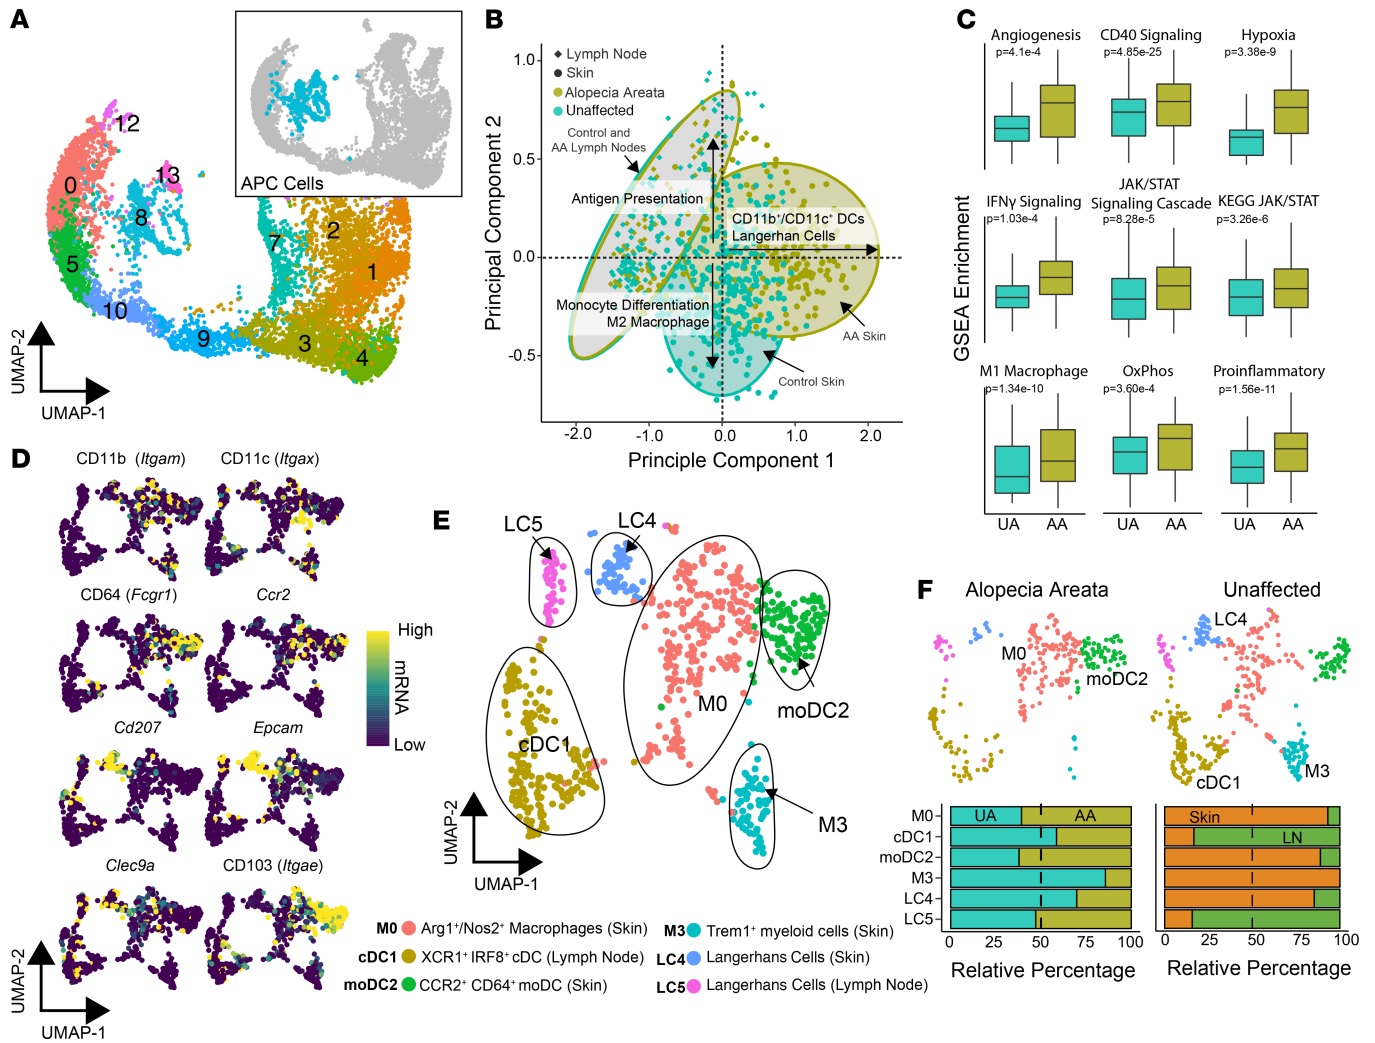 A
12
0
13
8
5
10
9
7
2
1
3
4
APC Cells
UMAP-2
UMAP-1
B
Lymph Node
Skin
Alopecia Areata
Unaffected
Control and
AA Lymph Nodes
Antigen Presentation
CD11b⁺/CD11c⁺ DCs
Langerhan Cells
Monocyte Differentiation
M2 Macrophage
AA Skin
Control Skin
Principal Component 2
1.0
0.5
0.0
-0.5
-2.0 -1.0 0.0 1.0 2.0
Principle Component 1
C
GSEA Enrichment
Angiogenesis
p=4.1e-4
CD40 Signaling
p=4.85e-25
Hypoxia
p=3.38e-9
IFNγ Signaling
p=1.03e-4
JAK/STAT
Signaling Cascade
p=8.28e-5
KEGG JAK/STAT
p=3.26e-6
M1 Macrophage
p=1.34e-10
OxPhos
p=3.60e-4
Proinflammatory
p=1.56e-11
UA AA UA AA UA AA
D
CD11b (Itgam)
CD11c (Itgax)
CD64 (Fcgr1)
Ccr2
Cd207
Epcam
Clec9a
CD103 (Itgae)
High
mRNA
Low
UMAP-2
UMAP-1
E
LC5
LC4
M0
moDC2
cDC1
M3
UMAP-2
UMAP-1
M0 Arg1⁺/Nos2⁺ Macrophages (Skin)
cDC1 XCR1⁺ IRF8⁺ cDC (Lymph Node)
moDC2 CCR2⁺ CD64⁺ moDC (Skin)
M3 Trem1⁺ myeloid cells (Skin)
LC4 Langerhans Cells (Skin)
LC5 Langerhans Cells (Lymph Node)
F
Alopecia Areata
Unaffected
M0
moDC2
LC4
cDC1
M3
M0
cDC1
moDC2
M3
LC4
LC5
UA AA
Skin
LN
0 25 50 75 100
Relative Percentage
0 25 50 75 100
Relative Percentage